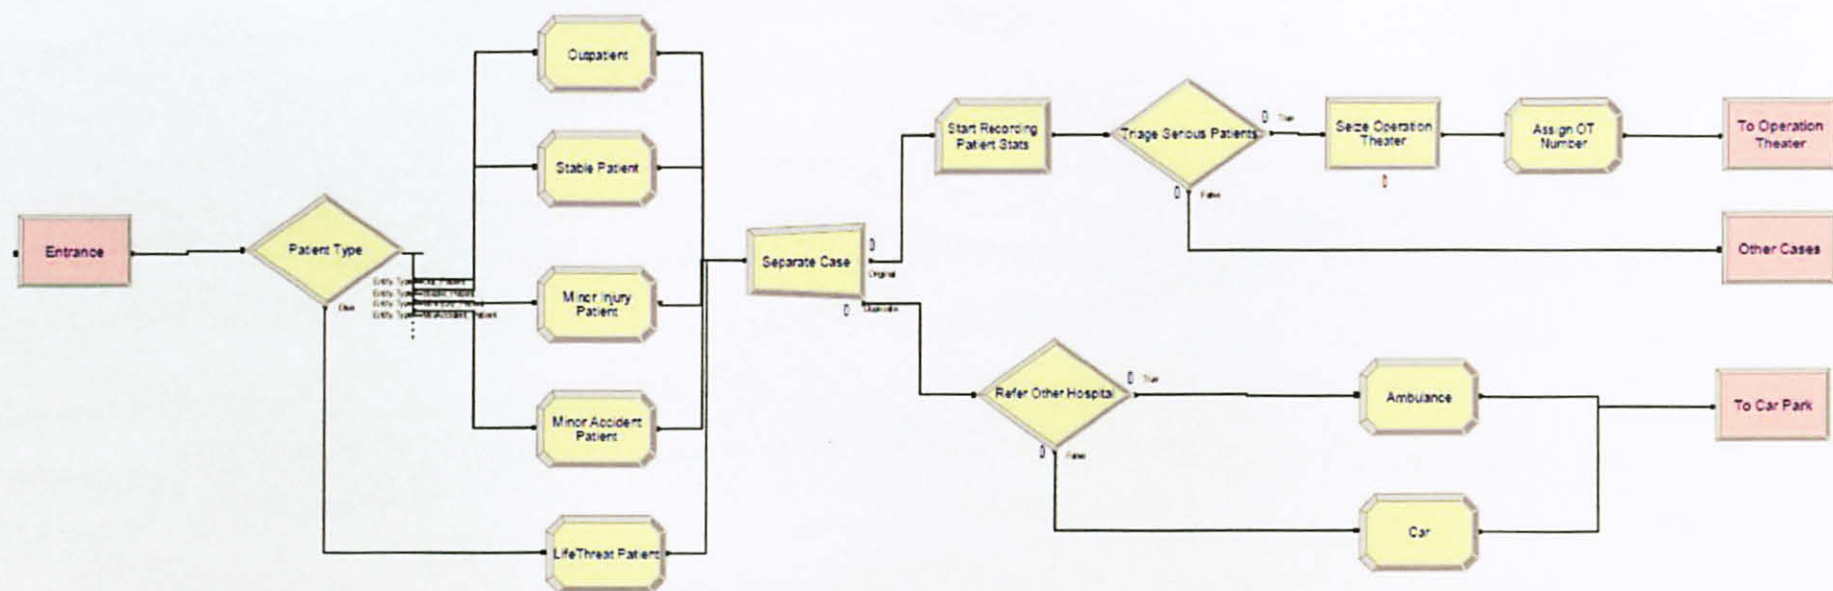 Entrance
Patient Type
Else
Outpatient
Stable Patient
Minor Injury
Patient
Minor Accident
Patient
LifeThreat Patient
Separate Case
0
Original
0
Duplicate
Start Recording
Patient Stats
Triage Serious Patients
0 True
0 False
Seize Operation
Theater
0
Assign OT
Number
To Operation
Theater
Other Cases
Refer Other Hospital
0 True
0 False
Ambulance
Car
To Car Park